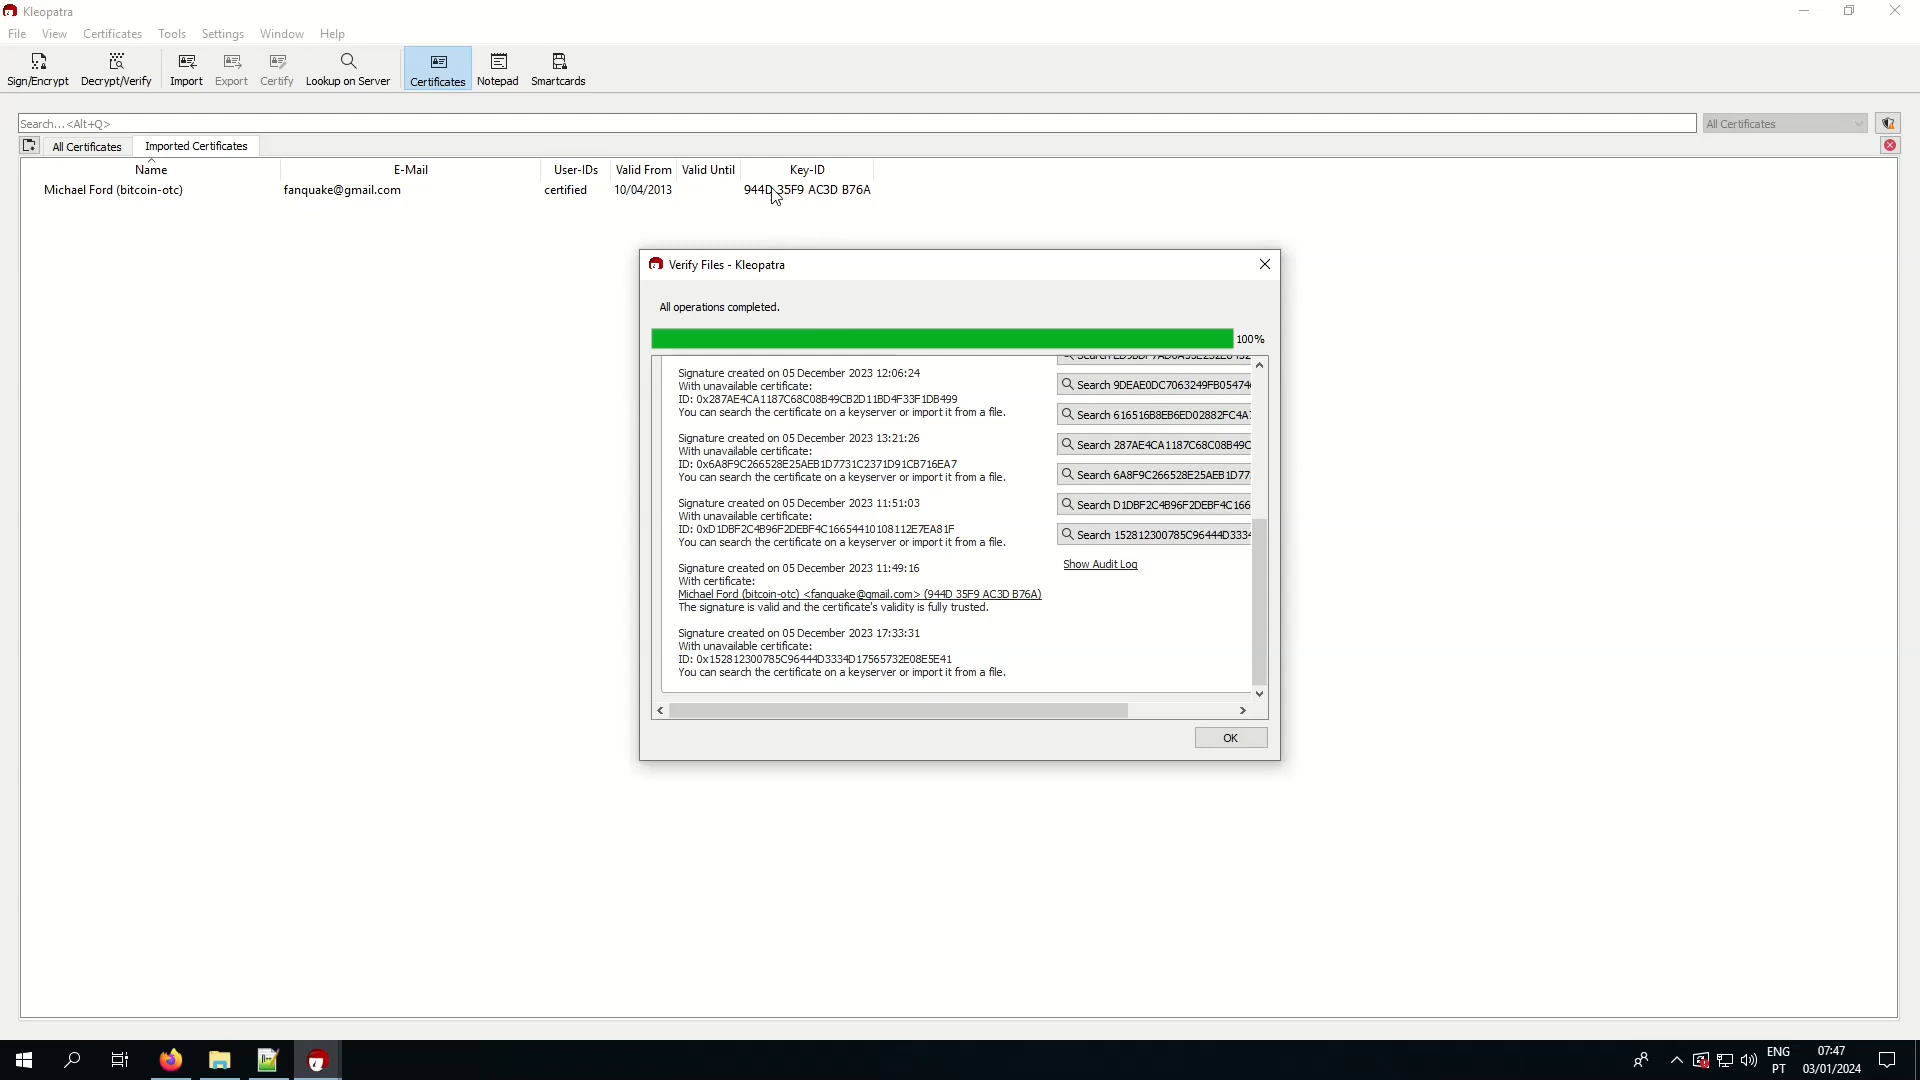 Kleopatra
File View Certificates Tools Settings Window Help
Sign/Encrypt Decrypt/Verify Import Export Certify Lookup on Server Certificates Notepad Smartcards
Search...<Alt+Q> All Certificates
All Certificates Imported Certificates
Name E-Mail User-IDs Valid From Valid Until Key-ID
Michael Ford (bitcoin-otc) fanquake@gmail.com certified 10/04/2013 944D 35F9 AC3D B76A
Verify Files - Kleopatra
All operations completed.
100%
Signature created on 05 December 2023 12:06:24
With unavailable certificate:
ID: 0x287AE4CA1187C68C08B49CB2D11BD4F33F1DB499
You can search the certificate on a keyserver or import it from a file.
Signature created on 05 December 2023 13:21:26
With unavailable certificate:
ID: 0x6A8F9C266528E25AEB1D7731C2371D91CB716EA7
You can search the certificate on a keyserver or import it from a file.
Signature created on 05 December 2023 11:51:03
With unavailable certificate:
ID: 0xD1DBF2C4B96F2DEBF4C16654410108112E7EA81F
You can search the certificate on a keyserver or import it from a file.
Signature created on 05 December 2023 11:49:16
With certificate:
Michael Ford (bitcoin-otc) <fanquake@gmail.com> (944D 35F9 AC3D B76A)
The signature is valid and the certificate's validity is fully trusted.
Signature created on 05 December 2023 17:33:31
With unavailable certificate:
ID: 0x152812300785C96444D3334D17565732E08E5E41
You can search the certificate on a keyserver or import it from a file.
Search
Search 9DEAE0DC7063249FB05474
Search 616516B8EB6ED02882FC4A
Search 287AE4CA1187C68C08B49C
Search 6A8F9C266528E25AEB1D77
Search D1DBF2C4B96F2DEBF4C166
Search 152812300785C96444D3334
Show Audit Log
OK
ENG
PT
07:47
03/01/2024